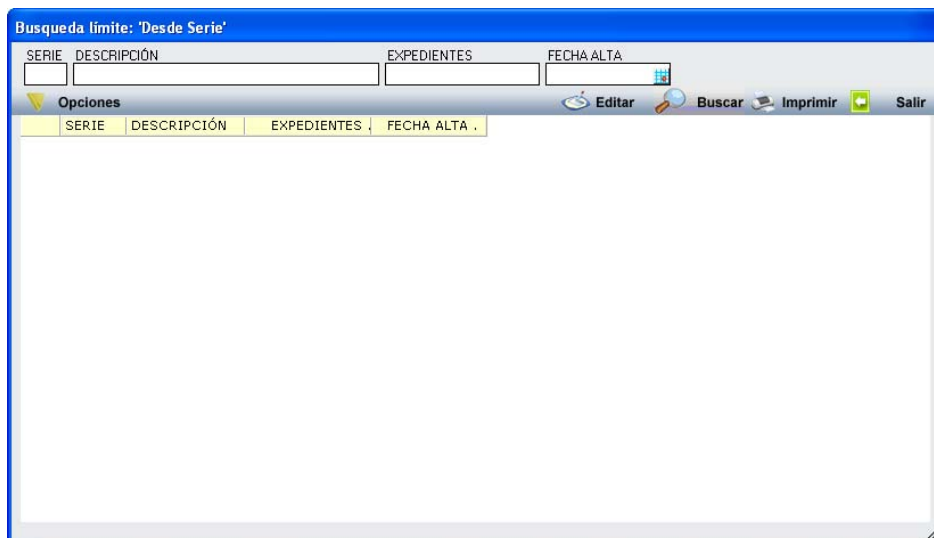 Busqueda límite: 'Desde Serie'
SERIE DESCRIPCIÓN EXPEDIENTES FECHA ALTA
Opciones Editar Buscar Imprimir Salir
SERIE DESCRIPCIÓN EXPEDIENTES . FECHA ALTA .